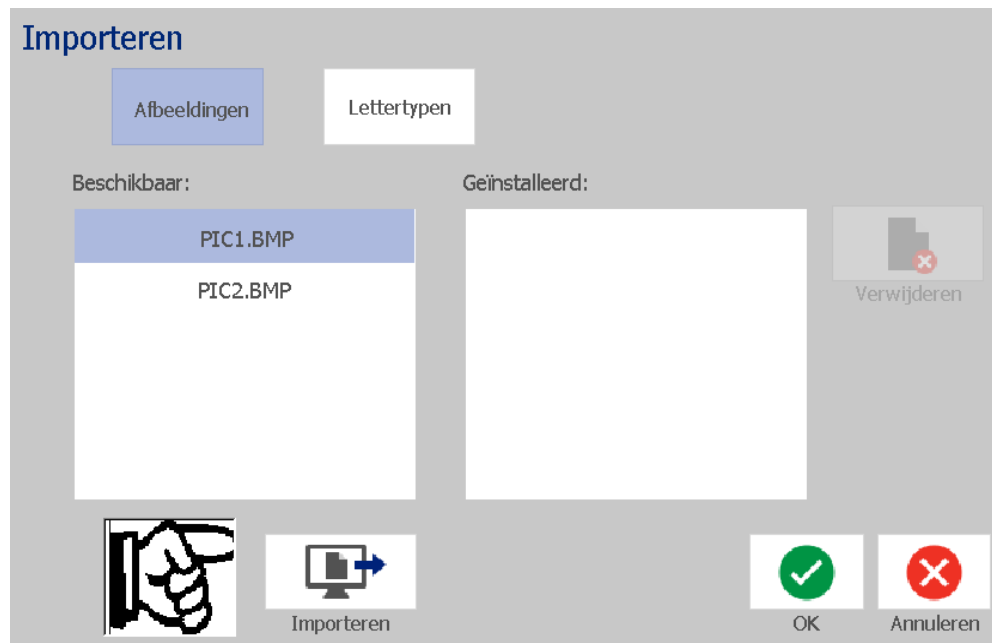 Importeren
Afbeeldingen
Lettertypen
Beschikbaar:
Geïnstalleerd:
PIC1.BMP
PIC2.BMP
Verwijderen
Importeren
OK
Annuleren